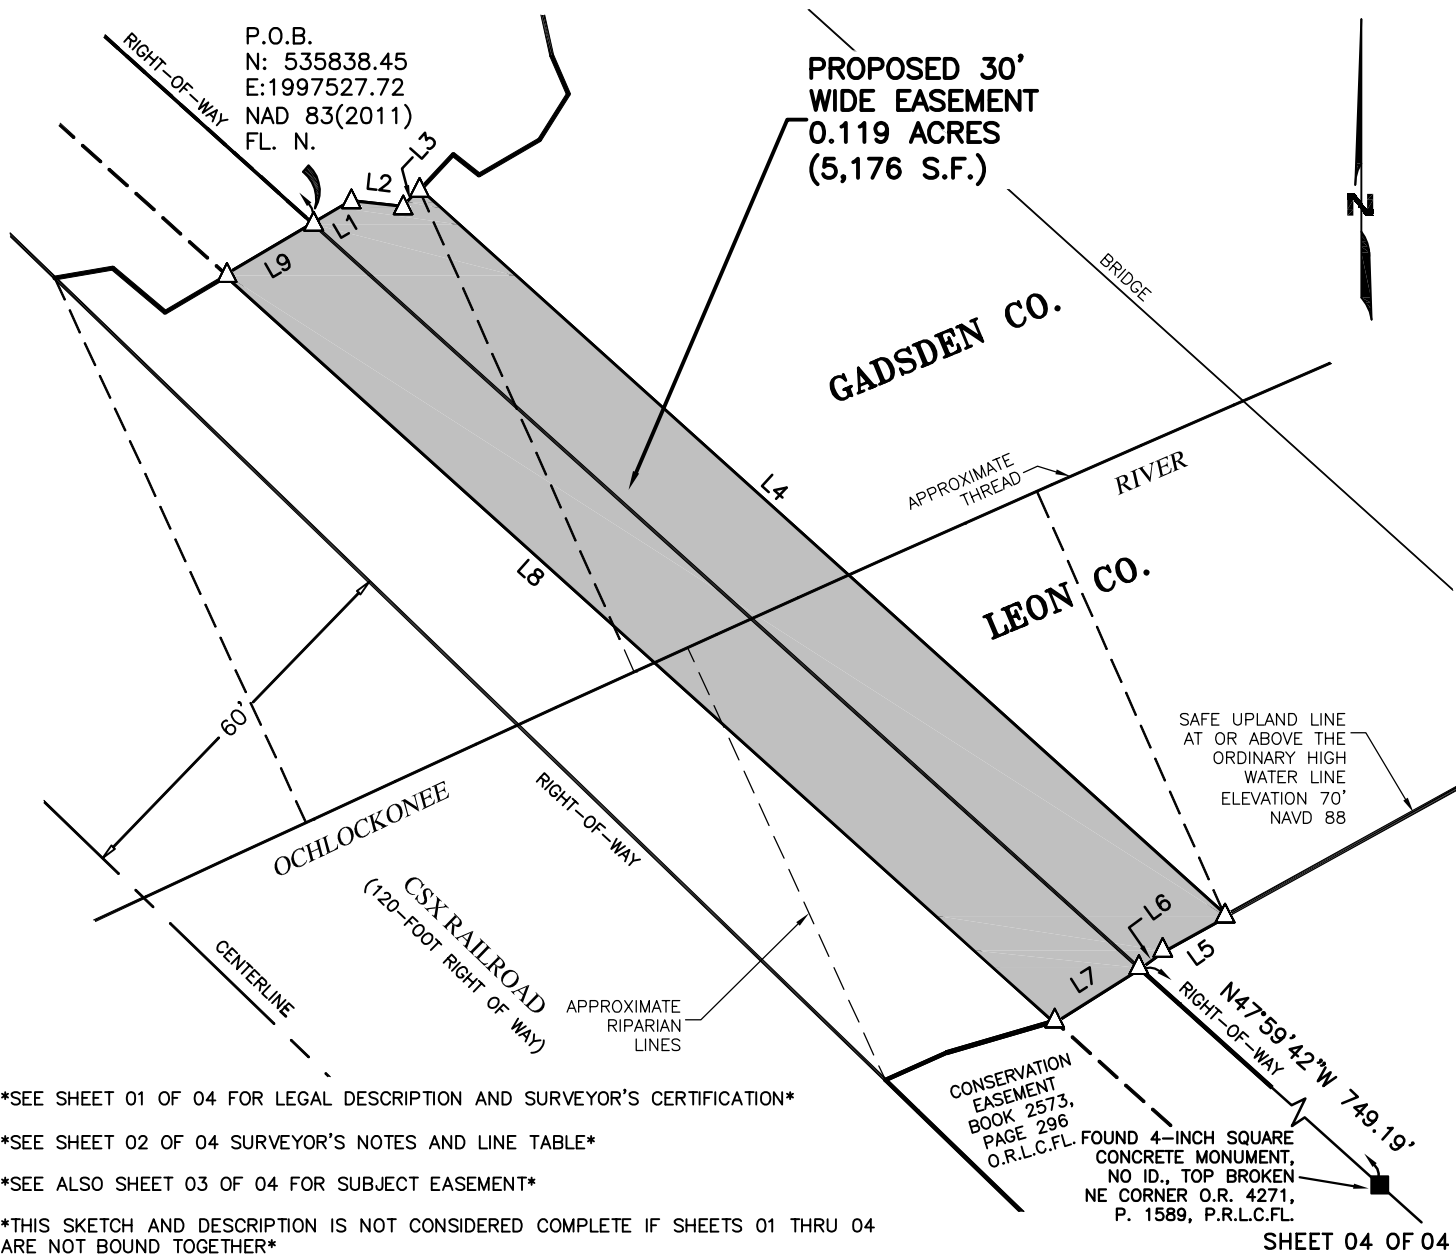 P.O.B.
N: 535838.45
E:1997527.72
NAD 83(2011)
FL. N.
RIGHT-OF-WAY
L3
L2
L1
L9
PROPOSED 30'
WIDE EASEMENT
0.119 ACRES
(5,176 S.F.)
N
BRIDGE
GADSDEN CO.
APPROXIMATE
THREAD
RIVER
L4
L8
LEON CO.
60'
SAFE UPLAND LINE
AT OR ABOVE THE
ORDINARY HIGH
WATER LINE
ELEVATION 70'
NAVD 88
OCHLOCKONEE
RIGHT-OF-WAY
CSX RAILROAD
(120-FOOT RIGHT OF WAY)
CENTERLINE
APPROXIMATE
RIPARIAN
LINES
L6
L5
L7
N47°59'42"W 749.19'
RIGHT-OF-WAY
CONSERVATION
EASEMENT
BOOK 2573,
PAGE 296
O.R.L.C.FL.
FOUND 4-INCH SQUARE
CONCRETE MONUMENT,
NO ID., TOP BROKEN
NE CORNER O.R. 4271,
P. 1589, P.R.L.C.FL.
*SEE SHEET 01 OF 04 FOR LEGAL DESCRIPTION AND SURVEYOR'S CERTIFICATION*
*SEE SHEET 02 OF 04 SURVEYOR'S NOTES AND LINE TABLE*
*SEE ALSO SHEET 03 OF 04 FOR SUBJECT EASEMENT*
*THIS SKETCH AND DESCRIPTION IS NOT CONSIDERED COMPLETE IF SHEETS 01 THRU 04
ARE NOT BOUND TOGETHER*
SHEET 04 OF 04